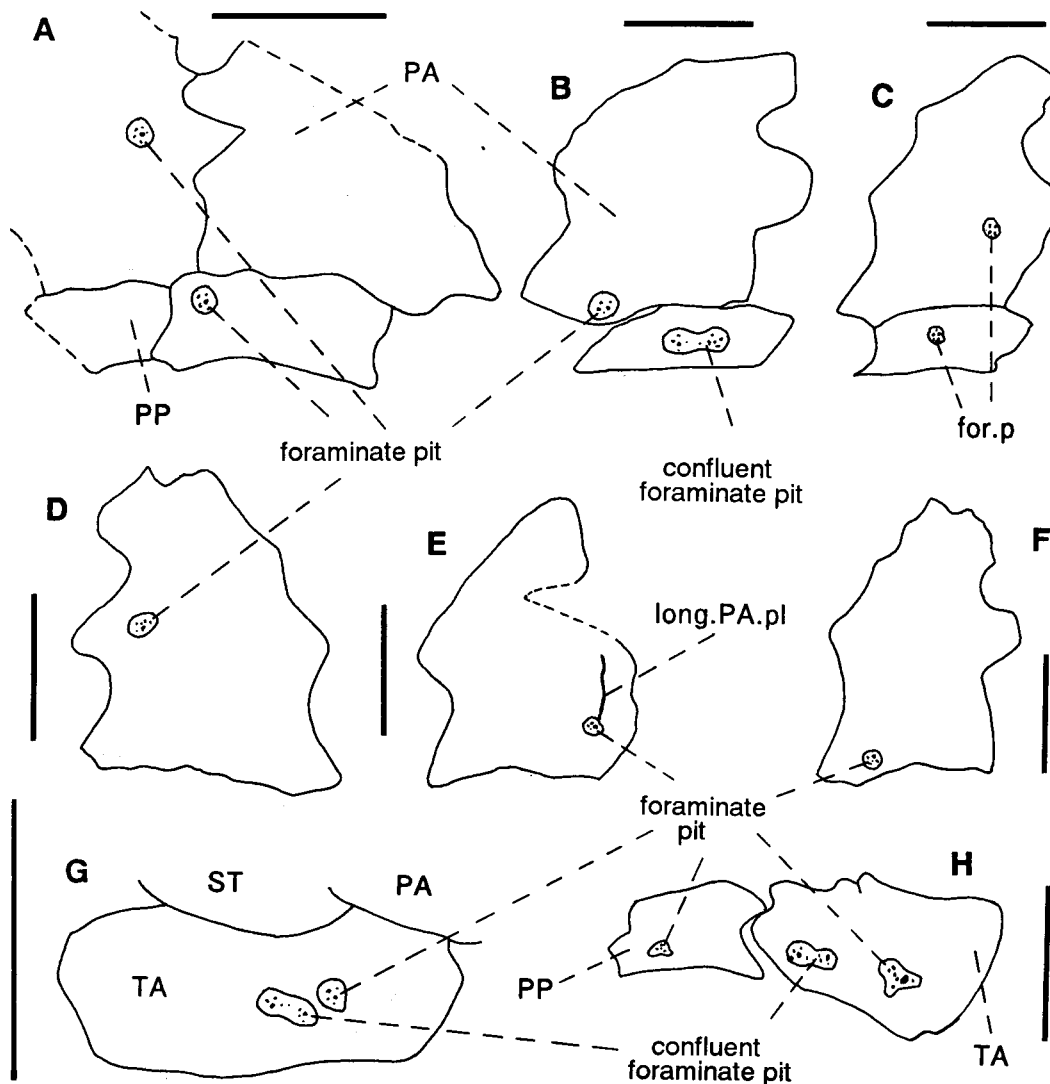 A
PA
B
C
PP
foraminate pit
confluent
foraminate pit
for.p
D
E
F
long.PA.pl
foraminate
pit
G
ST
PA
H
TA
PP
confluent
foraminate pit
TA